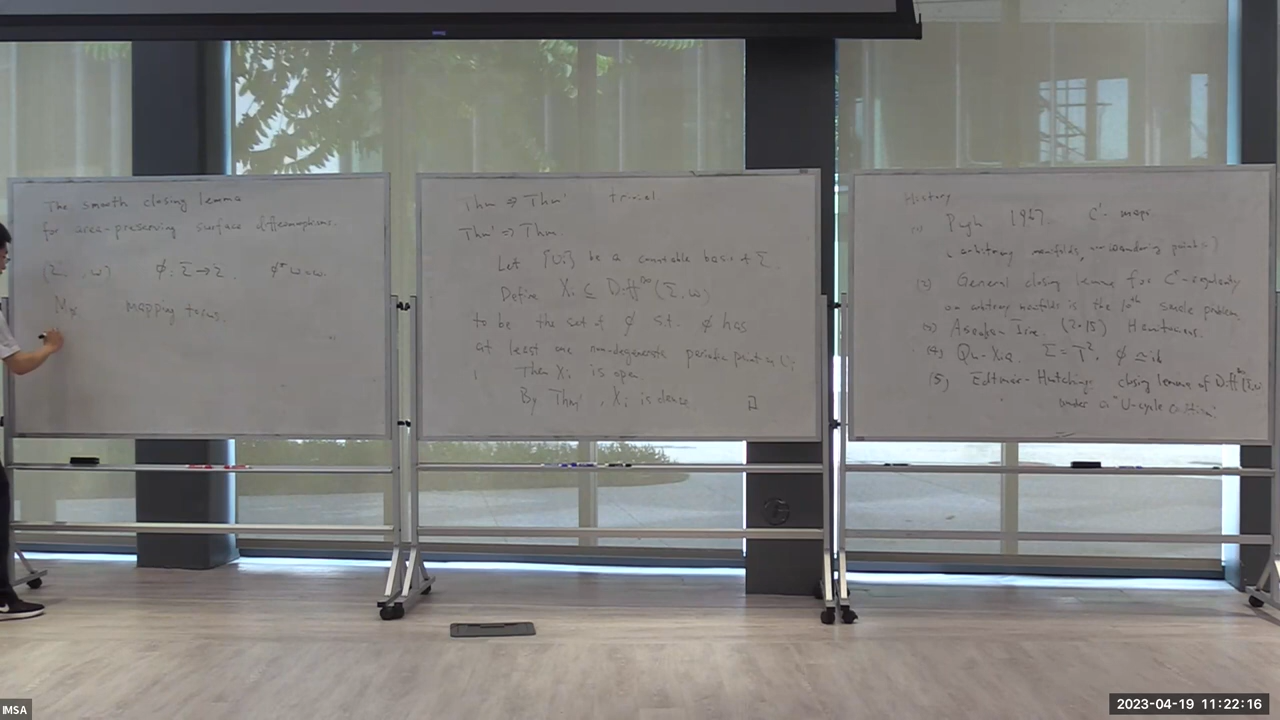 The smooth closing lemma
for area-preserving surface diffeomorphisms.
(Σ, ω) φ: Σ → Σ. φ*ω=ω.
Mφ mapping torus.
Thm ⇒ Thm' trivial
Thm' ⇒ Thm.
Let {Ui} be a countable basis of Σ.
Define Xi ⊆ Diff^∞(Σ, ω)
to be the set of φ s.t. φ has
at least one non-degenerate periodic point in Ui
Then Xi is open.
By Thm', Xi is dense □
History
(1) Pugh 1967. C¹- maps
(arbitrary manifolds, nonwandering points)
(2) General closing lemma for C^r-regularity
on arbitrary manifolds is the 10th Smale problem.
(3) Asaoka-Irie. (2015) Hamiltonians.
(4) Qu-Xia. Σ=T², φ≃id
(5) Edtmair-Hutchings closing lemma of Diff^∞(Σ,ω)
under a "U-cycle condition"
IMSA
2023-04-19 11:22:16